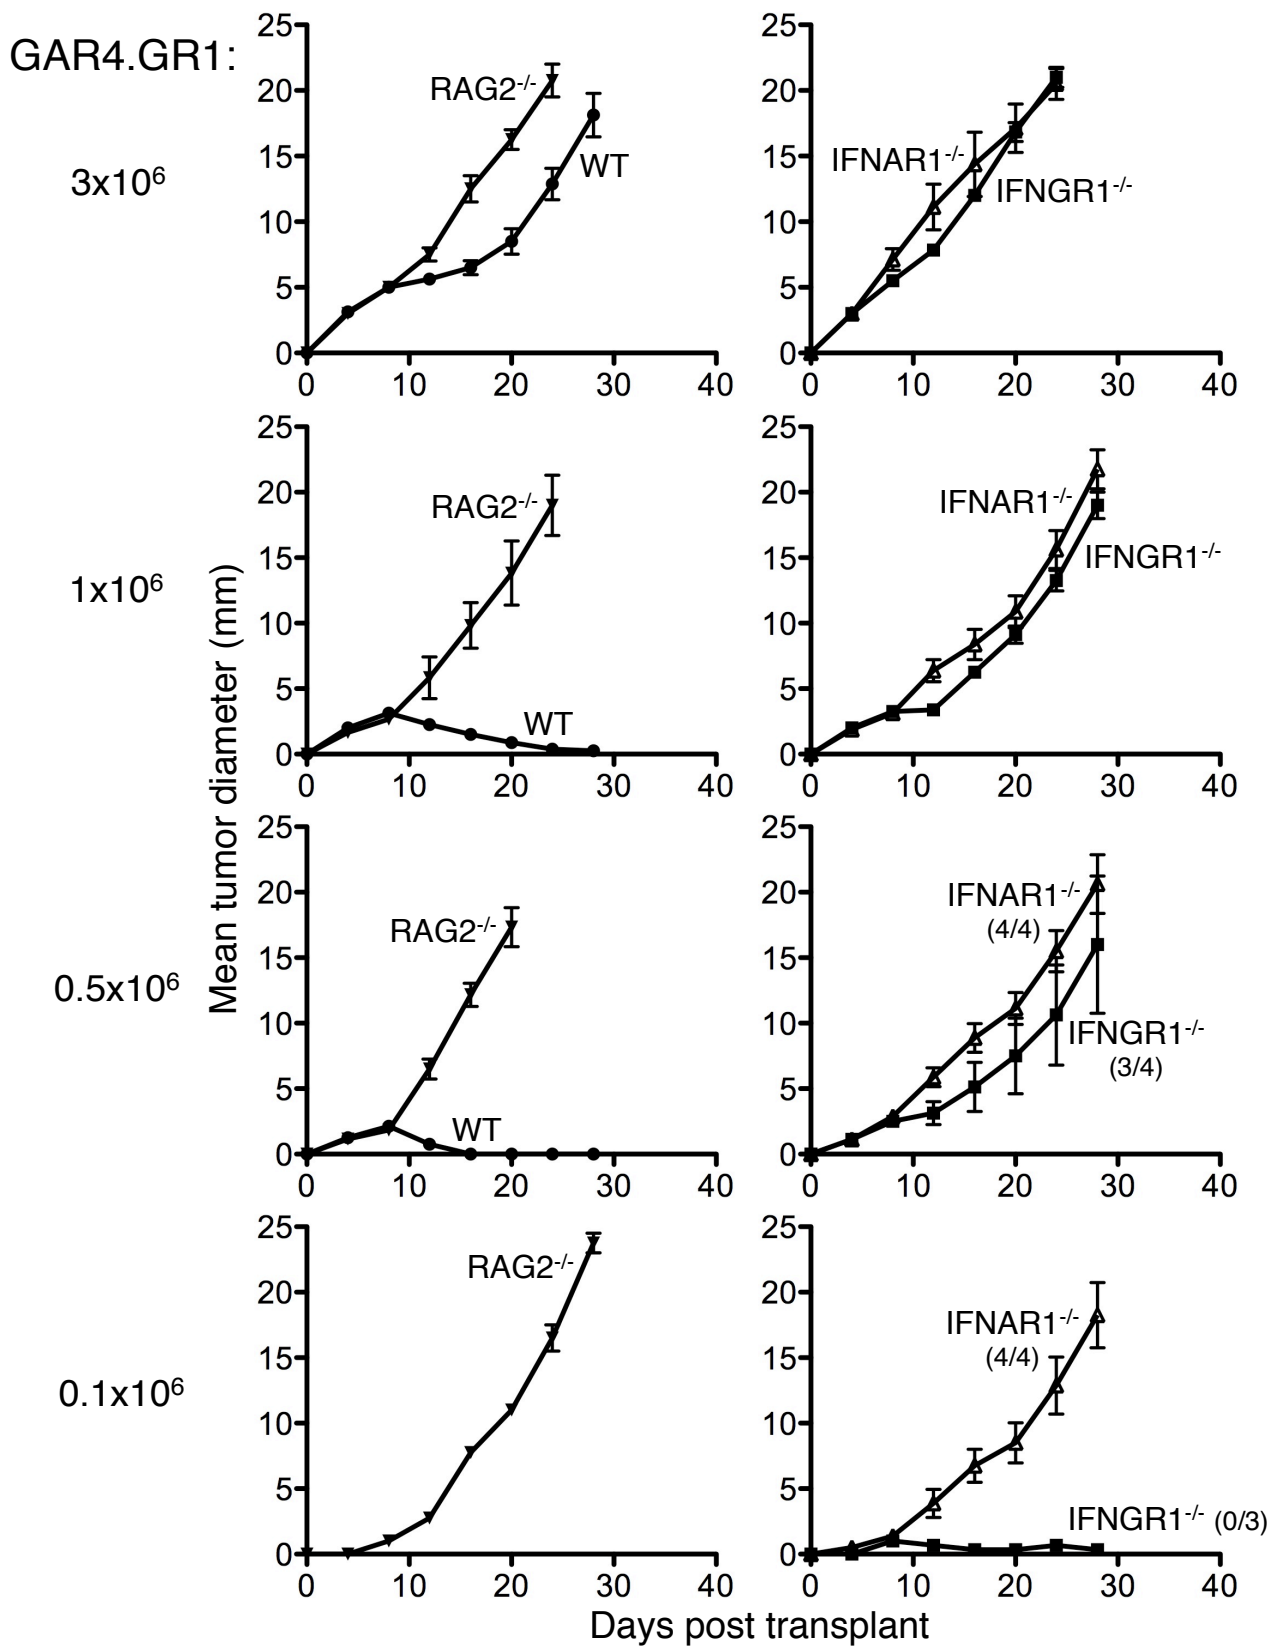 GAR4.GR1:
3x10⁶
25
20
15
10
5
0
0 10 20 30 40
RAG2-/-
WT
25
20
15
10
5
0
0 10 20 30 40
IFNAR1-/-
IFNGR1-/-
1x10⁶
25
20
15
10
5
0
0 10 20 30 40
RAG2-/-
WT
25
20
15
10
5
0
0 10 20 30 40
IFNAR1-/-
IFNGR1-/-
Mean tumor diameter (mm)
0.5x10⁶
25
20
15
10
5
0
0 10 20 30 40
RAG2-/-
WT
25
20
15
10
5
0
0 10 20 30 40
IFNAR1-/-
(4/4)
IFNGR1-/-
(3/4)
0.1x10⁶
25
20
15
10
5
0
0 10 20 30 40
RAG2-/-
25
20
15
10
5
0
0 10 20 30 40
IFNAR1-/-
(4/4)
IFNGR1-/- (0/3)
Days post transplant